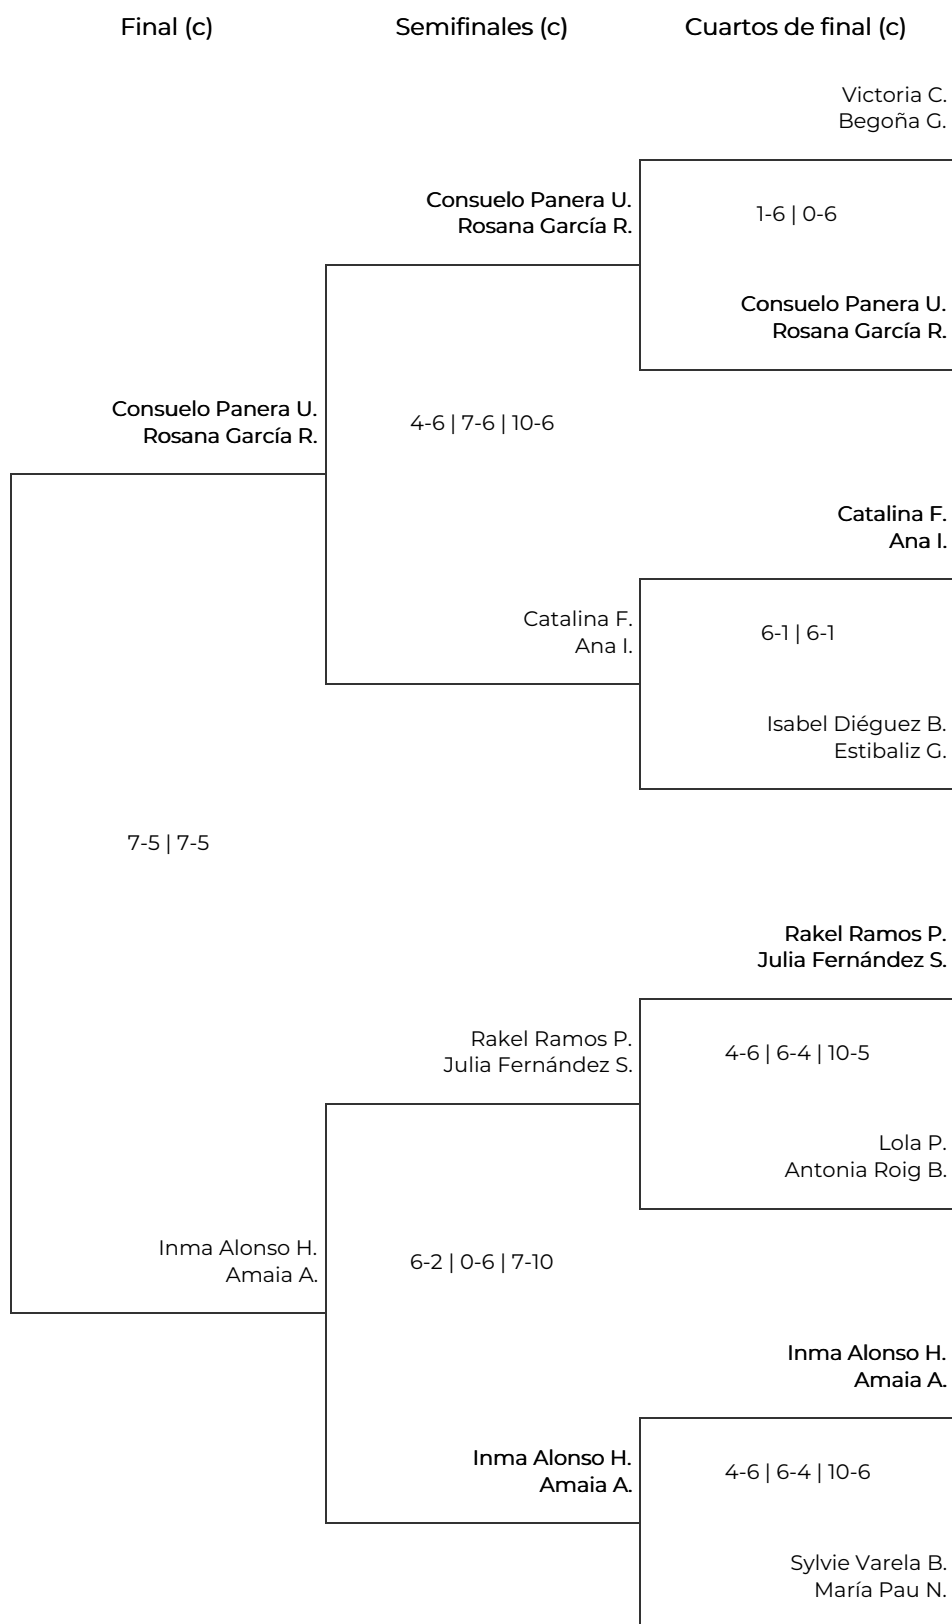 Final (c)
Semifinales (c)
Cuartos de final (c)
Victoria C.
Begoña G.
Consuelo Panera U.
Rosana García R.
1-6 | 0-6
Consuelo Panera U.
Rosana García R.
Consuelo Panera U.
Rosana García R.
4-6 | 7-6 | 10-6
Catalina F.
Ana I.
Catalina F.
Ana I.
6-1 | 6-1
Isabel Diéguez B.
Estibaliz G.
7-5 | 7-5
Rakel Ramos P.
Julia Fernández S.
Rakel Ramos P.
Julia Fernández S.
4-6 | 6-4 | 10-5
Lola P.
Antonia Roig B.
Inma Alonso H.
Amaia A.
6-2 | 0-6 | 7-10
Inma Alonso H.
Amaia A.
Inma Alonso H.
Amaia A.
4-6 | 6-4 | 10-6
Sylvie Varela B.
María Pau N.